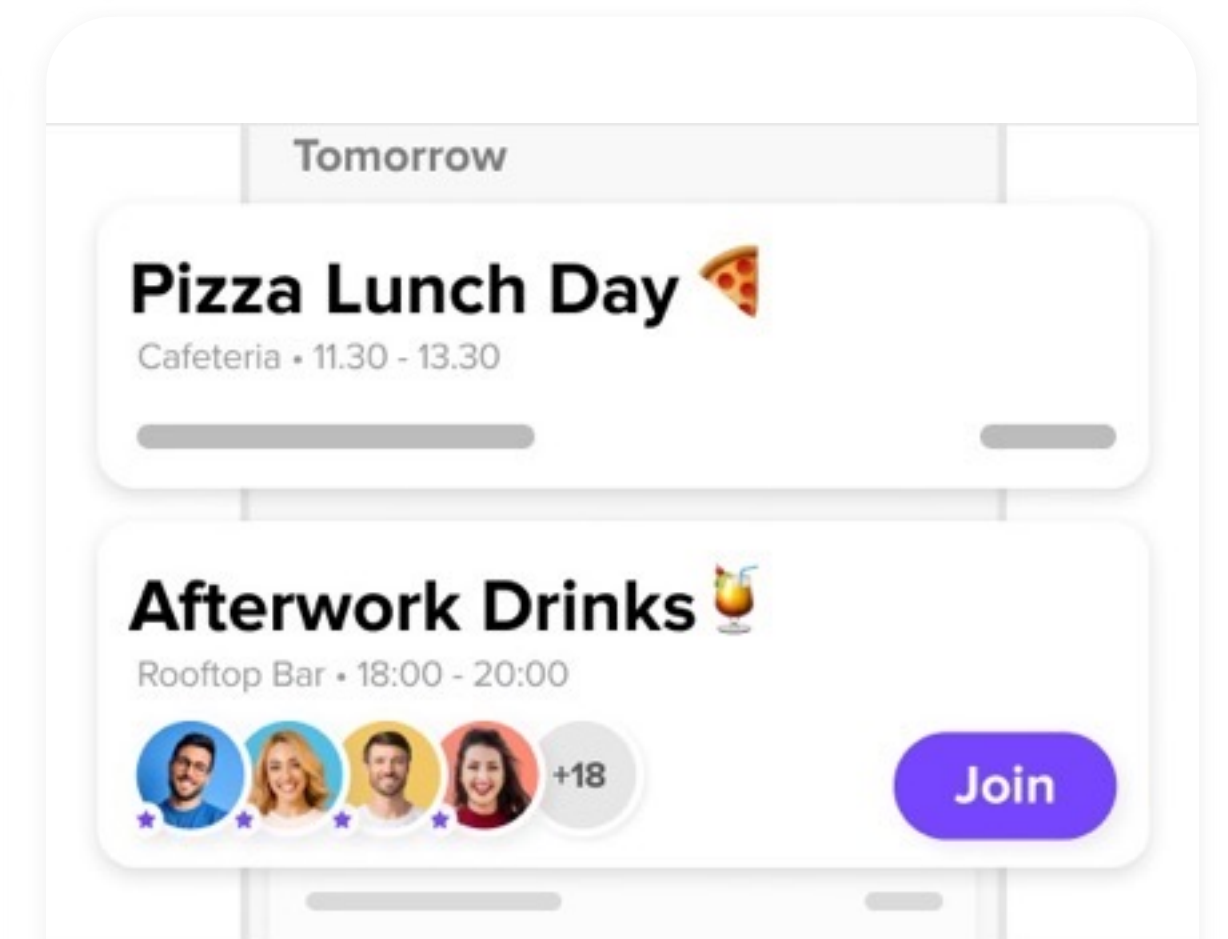 Tomorrow
Pizza Lunch Day 🍕
Cafeteria • 11.30 - 13.30
Afterwork Drinks🍹
Rooftop Bar • 18:00 - 20:00
+18
Join